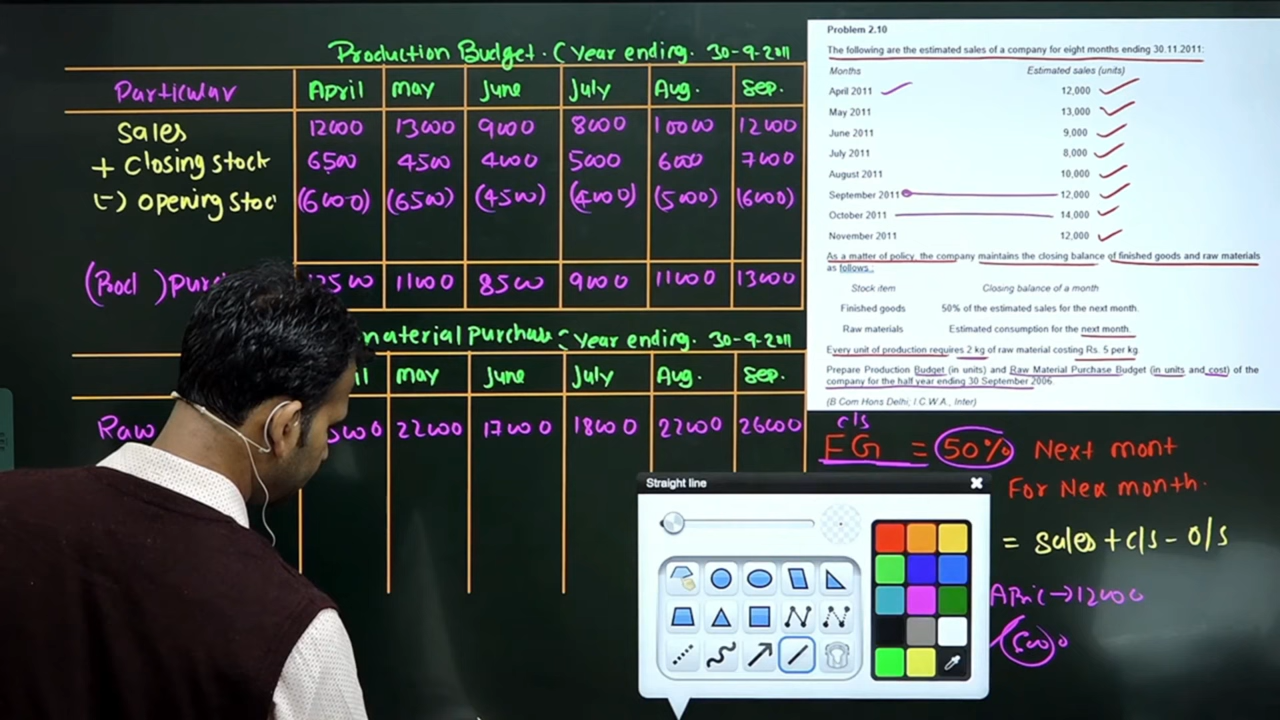 Production Budget. (Year ending. 30-9-2011
Particular April May June July Aug. Sep.
Sales 12000 13000 9000 8000 10000 12000
+ Closing stock 6500 4500 4000 5000 6000 7000
(-) opening stoc (6000) (6500) (4500) (4000) (5000) (6000)
(Rod ) pur 12500 11000 8500 9000 11000 13000
material Purchase (Year ending. 30-9-2011
il May June July Aug. Sep.
Raw 5000 22000 17000 18000 22000 26000
Problem 2.10
The following are the estimated sales of a company for eight months ending 30.11.2011:
Months Estimated sales (units)
April 2011 12,000
May 2011 13,000
June 2011 9,000
July 2011 8,000
August 2011 10,000
September 2011 12,000
October 2011 14,000
November 2011 12,000
As a matter of policy, the company maintains the closing balance of finished goods and raw materials
as follows :
Stock item Closing balance of a month
Finished goods 50% of the estimated sales for the next month.
Raw materials Estimated consumption for the next month.
Every unit of production requires 2 kg of raw material costing Rs. 5 per kg.
Prepare Production Budget (in units) and Raw Material Purchase Budget (in units and cost) of the
company for the half year ending 30 September 2006.
(B Com Hons Delhi; I.C.W.A., Inter)
C/S
FG = 50% Next mont
For Nex month.
= Sales + C/S - O/S
April → 12000
Straight line